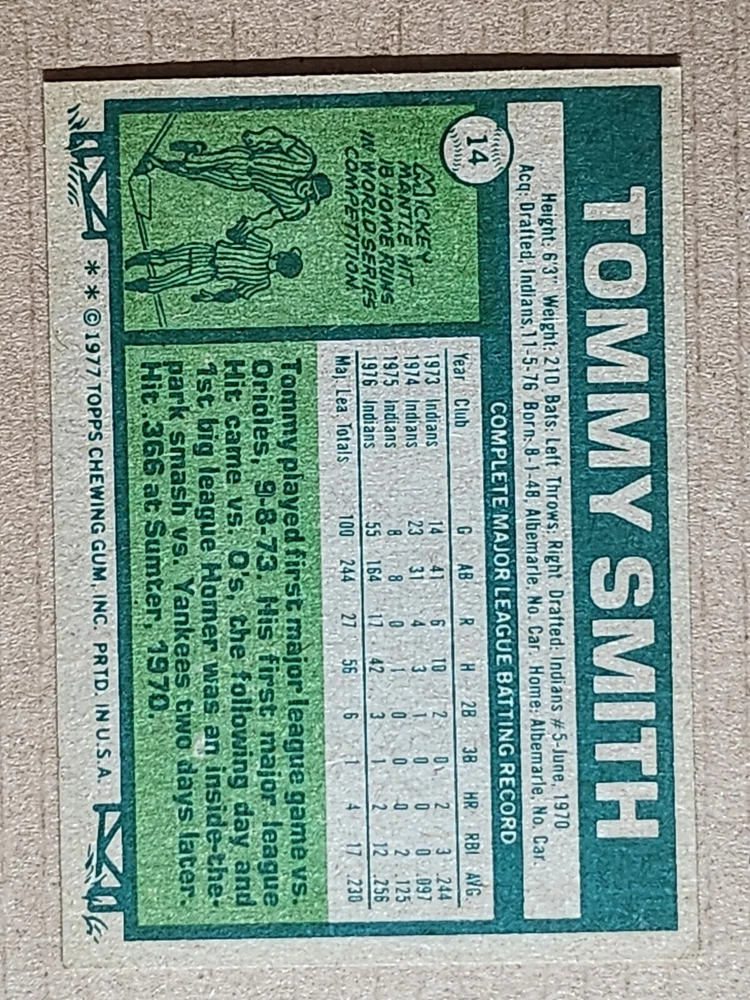 TOMMY SMITH
Height: 6'3" Weight: 210 Bats: Left Throws: Right Drafted: Indians #5-June, 1970
Acq: Drafted, Indians, 11-5-76 Born: 8-1-48, Albemarle, No. Car. Home: Albemarle, No. Car.
14
COMPLETE MAJOR LEAGUE BATTING RECORD
Year Club G AB R H 2B 3B HR RBI AVG.
1973 Indians 14 41 6 10 2 0 2 3 .244
1974 Indians 23 31 4 3 1 0 0 0 .097
1975 Indians 8 8 0 1 0 0 0 2 .125
1976 Indians 55 164 17 42 3 1 2 12 .256
Maj. Lea. Totals 100 244 27 56 6 1 4 17 .230
MICKEY
MANTLE HIT
18 HOME RUNS
IN WORLD SERIES
COMPETITION
Tommy played first major league game vs.
Orioles, 9-8-73. His first major league
Hit came vs. O's, the following day and
1st big league Homer was an inside-the-
park smash vs. Yankees two days later.
Hit .366 at Sumter, 1970.
* * © 1977 TOPPS CHEWING GUM, INC. PRTD. IN U.S.A.